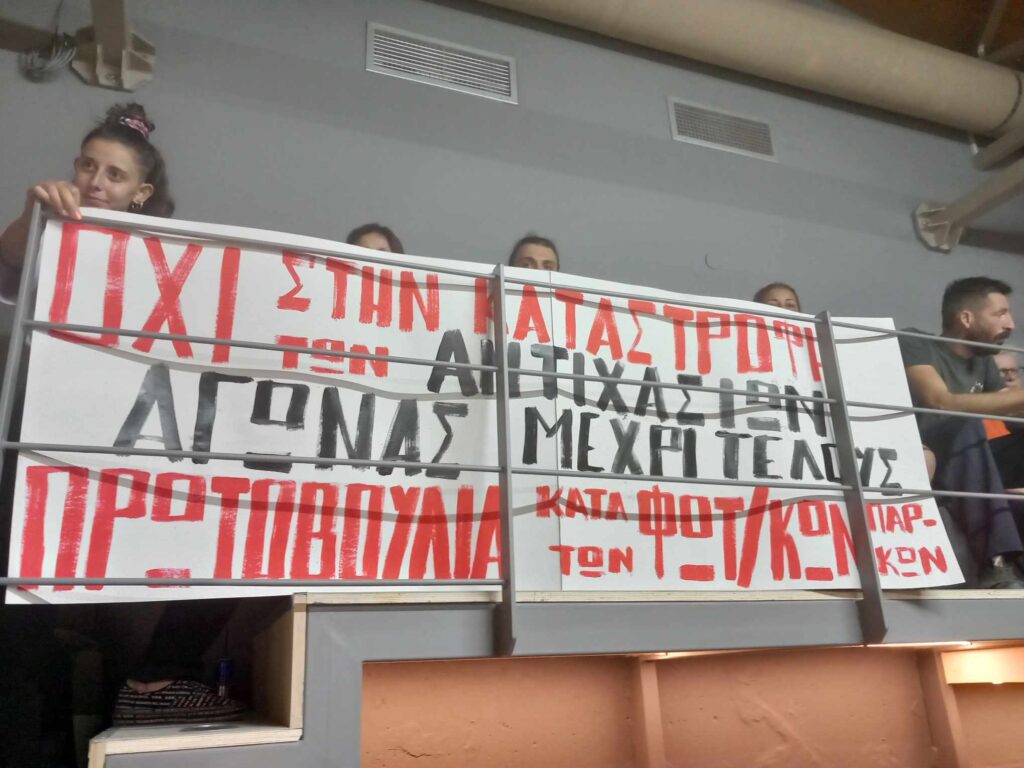 ΟΧΙ ΣΤΗΝ ΚΑΤΑΣΤΡΟΦΗ
ΤΩΝ ΑΝΤΙΧΑΣΙΩΝ
ΑΓΩΝΑΣ ΜΕΧΡΙ ΤΕΛΟΥΣ
ΠΡΩΤΟΒΟΥΛΙΑ ΚΑΤΑ ΤΩΝ ΦΩΤ/ΚΩΝ ΠΑΡ-
ΚΩΝ